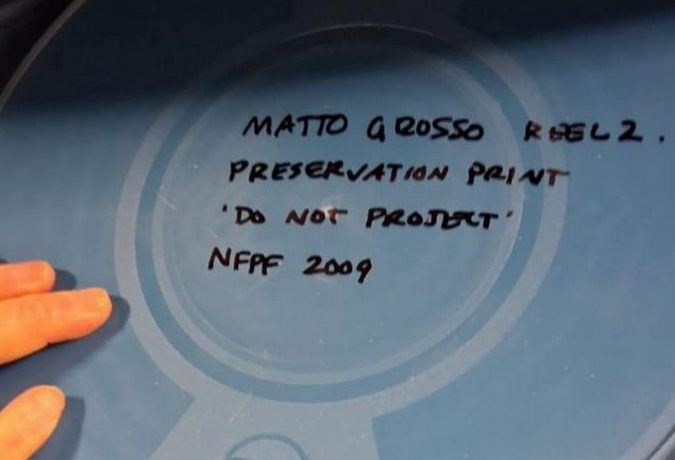 MATTO GROSSO REEL 2.
PRESERVATION PRINT
'DO NOT PROJECT'
NFPF 2009